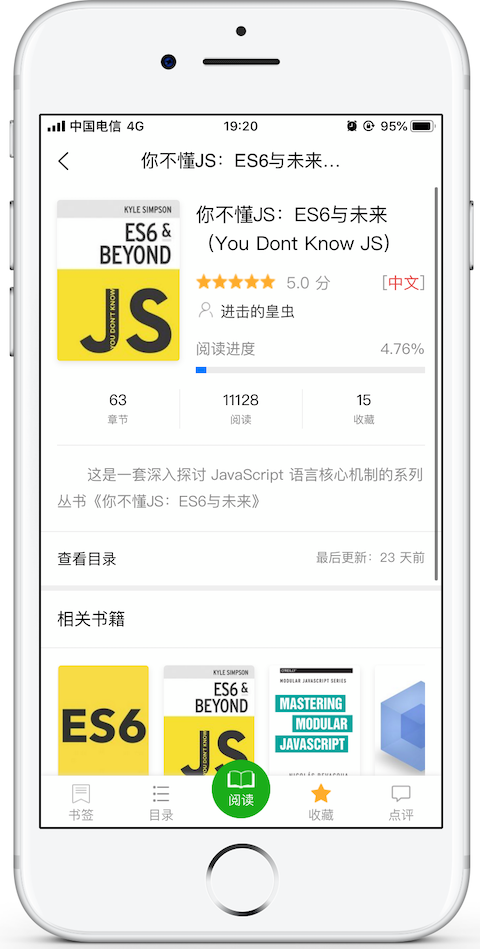 中国电信 4G 19:20 95%
你不懂JS：ES6与未来...
KYLE SIMPSON
ES6 &
BEYOND
YOU DON'T KNOW
JS
你不懂JS：ES6与未来
（You Dont Know JS）
5.0 分 [中文]
进击的皇虫
阅读进度 4.76%
63 11128 15
章节 阅读 收藏
这是一套深入探讨 JavaScript 语言核心机制的系列
丛书《你不懂JS：ES6与未来》
查看目录 最后更新：23 天前
相关书籍
ES6
KYLE SIMPSON
ES6 &
BEYOND
JS
MODULAR JAVASCRIPT SERIES
MASTERING
MODULAR
JAVASCRIPT
书签 目录 阅读 收藏 点评